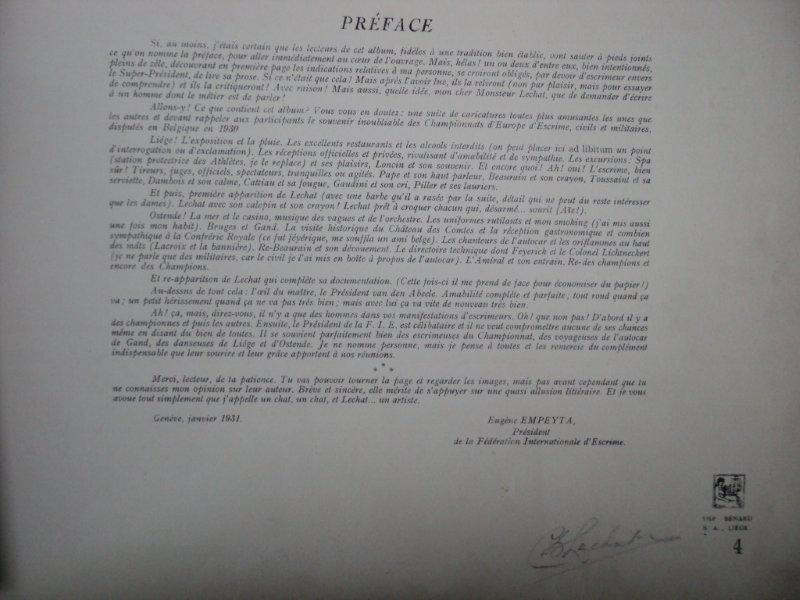 PRÉFACE
Si, au moins, j'étais certain que les lecteurs de cet album, fidèles à une tradition bien établie, vont sauter à pieds joints
ce qu'on nomme la préface, pour aller immédiatement au cœur de l'ouvrage. Mais, hélas! un ou deux d'entre eux, bien intentionnés,
pleins de zèle, découvrant en première page les indications relatives à ma personne, se croiront obligés, par devoir d'escrimeur envers
le Super-Président, de lire sa prose. Si ce n'était que cela! Mais après l'avoir lue, ils la reliront (non par plaisir, mais pour essayer
de comprendre) et ils la critiqueront! Avec raison! Mais aussi, quelle idée, mon cher Monsieur Lechat, que de demander d'écrire
à un homme dont le métier est de parler!
Allons-y! Ce que contient cet album? Vous vous en doutez: une suite de caricatures toutes plus amusantes les unes que
les autres et devant rappeler aux participants le souvenir inoubliable des Championnats d'Europe d'Escrime, civils et militaires,
disputés en Belgique en 1930
Liége! L'exposition et la pluie. Les excellents restaurants et les alcools interdits (on peut placer ici ad libitum un point
d'interrogation ou d'exclamation). Les réceptions officielles et privées, rivalisant d'amabilité et de sympathie. Les excursions: Spa
(station protectrice des Athlètes, je le replace) et ses plaisirs, Loncin et son souvenir. Et encore quoi! Ah! oui! L'escrime, bien
sûr! Tireurs, juges, officiels, spectateurs, tranquilles ou agités. Pape et son haut parleur, Beaurain et son crayon, Toussaint et sa
serviette, Dambois et son calme, Cattiau et sa fougue, Gaudini et son cri, Piller et ses lauriers.
Et puis, première apparition de Lechat (avec une barbe qu'il a rasée par la suite, détail qui ne peut du reste intéresser
que les dames). Lechat avec son calepin et son crayon! Lechat prêt à croquer chacun qui, désarmé... sourit (Aïe!).
Ostende! La mer et le casino, musique des vagues et de l'orchestre. Les uniformes rutilants et mon smoking (j'ai mis aussi
une fois mon habit). Bruges et Gand. La visite historique du Château des Comtes et la réception gastronomique et combien
sympathique à la Confrérie Royale (ce fut féyérique, me souffla un ami belge). Les chanteurs de l'autocar et les oriflammes au haut
des mâts (Lacroix et la bannière). Re-Beaurain et son dévouement. Le directoire technique dont Feyerick et le Colonel Lichtneckert
(je ne parle que des militaires, car le civil je l'ai mis en boîte à propos de l'autocar). L'Amiral et son entrain. Re-des champions et
encore des Champions.
Et re-apparition de Lechat qui complète sa documentation. (Cette fois-ci il me prend de face pour économiser du papier!)
Au-dessus de tout cela: l'œil du maître, le Président van den Abeele. Amabilité complète et parfaite; tout rond quand ça
va; un petit hérissement quand ça ne va pas très bien; mais avec lui ça va vite de nouveau très bien.
Ah! ça, mais, direz-vous, il n'y a que des hommes dans vos manifestations d'escrimeurs. Oh! que non pas! D'abord il y a
des championnes et puis les autres. Ensuite, le Président de la F. I. E. est célibataire et il ne veut compromettre aucune de ses chances
même en disant du bien de toutes. Il se souvient parfaitement bien des escrimeuses du Championnat, des voyageuses de l'autocar
de Gand, des danseuses de Liége et d'Ostende. Je ne nomme personne, mais je pense à toutes et les remercie du complément
indispensable que leur sourire et leur grâce apportent à nos réunions.
* * *
Merci, lecteur, de ta patience. Tu vas pouvoir tourner la page et regarder les images, mais pas avant cependant que tu
ne connaisses mon opinion sur leur auteur. Brève et sincère, elle mérite de s'appuyer sur une quasi allusion littéraire. Et je vous
avoue tout simplement que j'appelle un chat, un chat, et Lechat... un artiste.
Genève, janvier 1931.
Eugène EMPEYTA,
Président
de la Fédération Internationale d'Escrime.
IMP BÉNARD
S. A., LIÉGE
4
Lechat